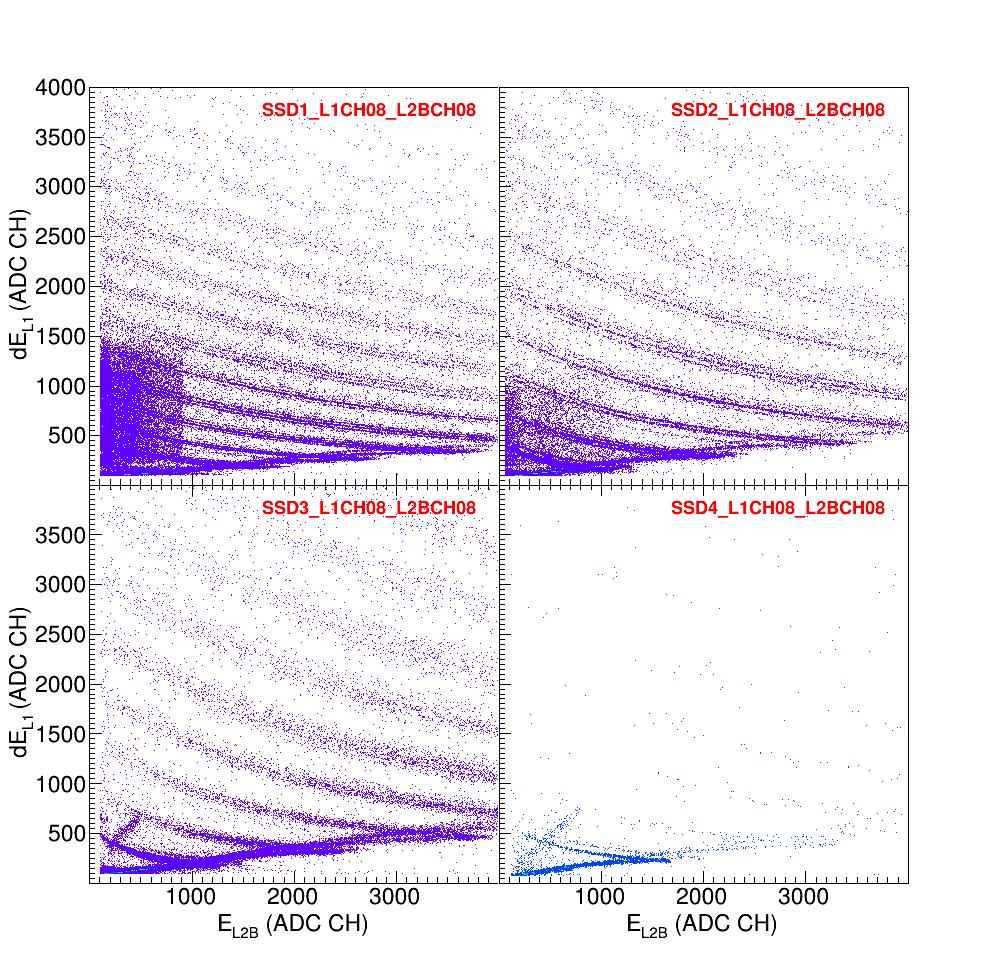 4000
3500
3000
2500
2000
1500
1000
500
dE_L1 (ADC CH)
SSD1_L1CH08_L2BCH08
SSD2_L1CH08_L2BCH08
3500
3000
2500
2000
1500
1000
500
dE_L1 (ADC CH)
SSD3_L1CH08_L2BCH08
SSD4_L1CH08_L2BCH08
1000 2000 3000
1000 2000 3000
E_L2B (ADC CH)
E_L2B (ADC CH)